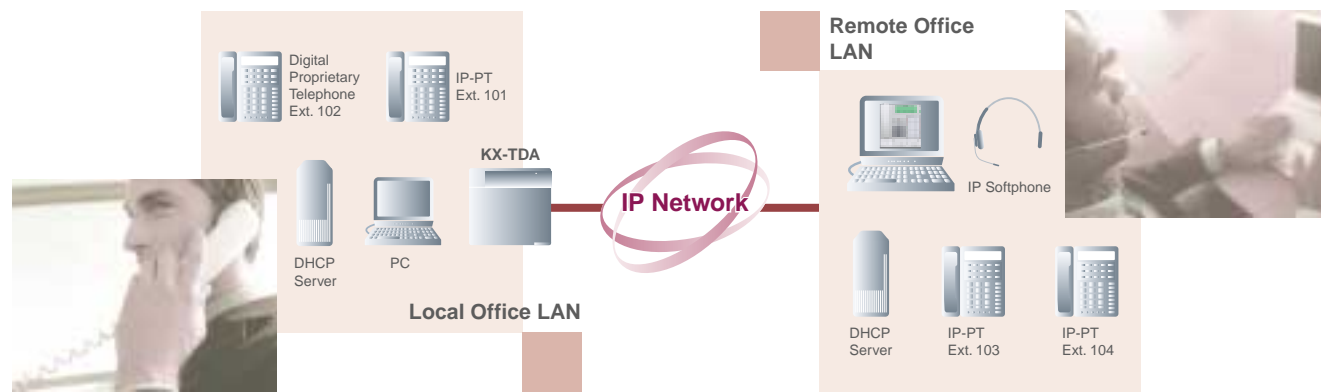 Digital
Proprietary
Telephone
Ext. 102
IP-PT
Ext. 101
KX-TDA
DHCP
Server
PC
Local Office LAN
IP Network
Remote Office
LAN
IP Softphone
DHCP
Server
IP-PT
Ext. 103
IP-PT
Ext. 104